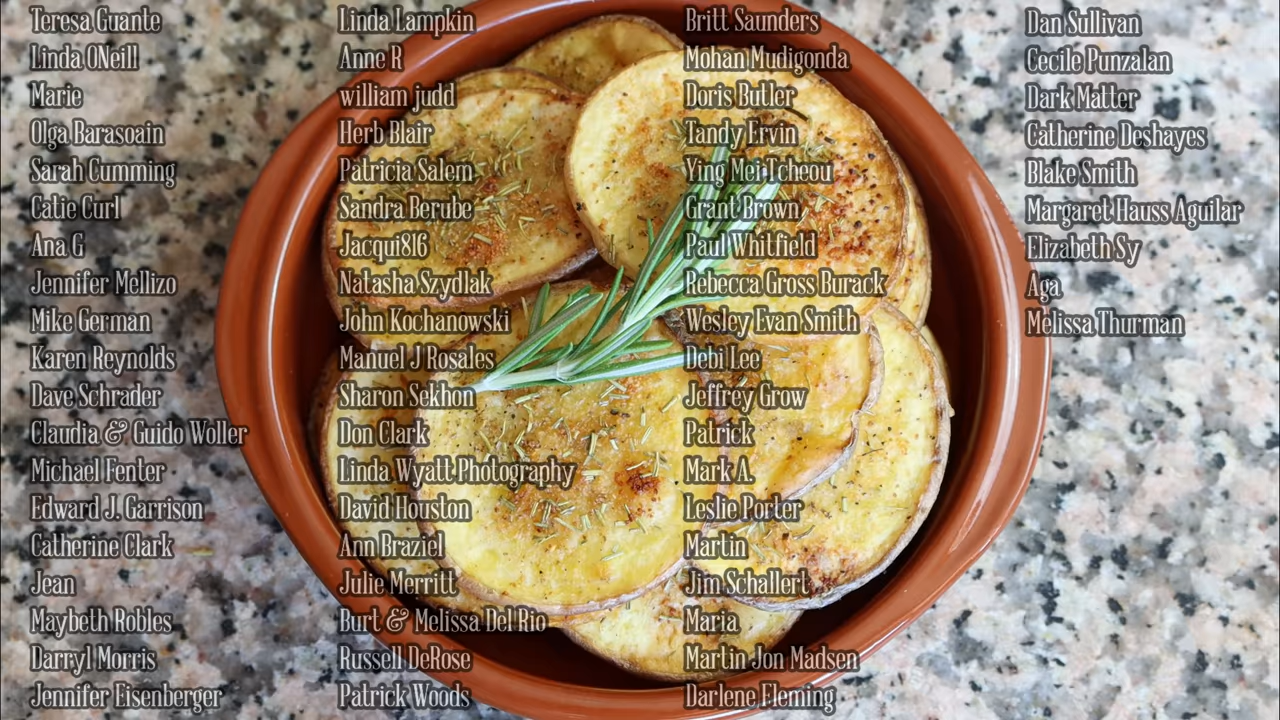 Teresa Guante
Linda ONeill
Marie
Olga Barasoain
Sarah Cumming
Catie Curl
Ana G
Jennifer Mellizo
Mike German
Karen Reynolds
Dave Schrader
Claudia & Guido Woller
Michael Fenter
Edward J. Garrison
Catherine Clark
Jean
Maybeth Robles
Darryl Morris
Jennifer Eisenberger
Linda Lampkin
Anne R
william judd
Herb Blair
Patricia Salem
Sandra Berube
Jacqui816
Natasha Szydlak
John Kochanowski
Manuel J Rosales
Sharon Sekhon
Don Clark
Linda Wyatt Photography
David Houston
Ann Braziel
Julie Merritt
Burt & Melissa Del Rio
Russell DeRose
Patrick Woods
Britt Saunders
Mohan Mudigonda
Doris Butler
Tandy Ervin
Ying Mei Tcheou
Grant Brown
Paul Whitfield
Rebecca Gross Burack
Wesley Evan Smith
Debi Lee
Jeffrey Grow
Patrick
Mark A.
Leslie Porter
Martin
Jim Schallert
Maria
Martin Jon Madsen
Darlene Fleming
Dan Sullivan
Cecile Punzalan
Dark Matter
Catherine Deshayes
Blake Smith
Margaret Hauss Aguilar
Elizabeth Sy
Aga
Melissa Thurman